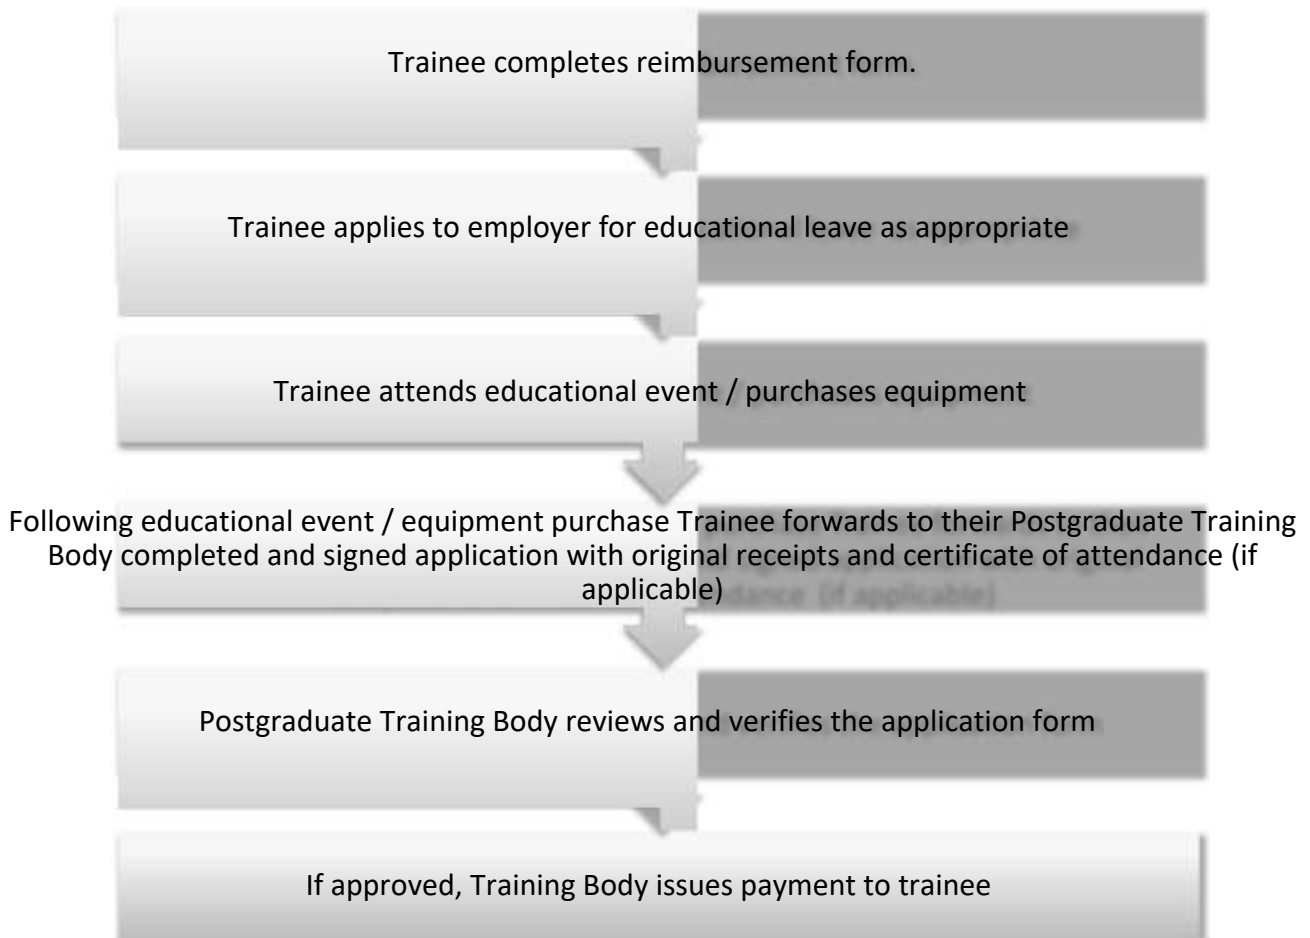 Trainee completes reimbursement form.
Trainee applies to employer for educational leave as appropriate
Trainee attends educational event / purchases equipment
Following educational event / equipment purchase Trainee forwards to their Postgraduate Training
Body completed and signed application with original receipts and certificate of attendance (if
applicable)
Postgraduate Training Body reviews and verifies the application form
If approved, Training Body issues payment to trainee